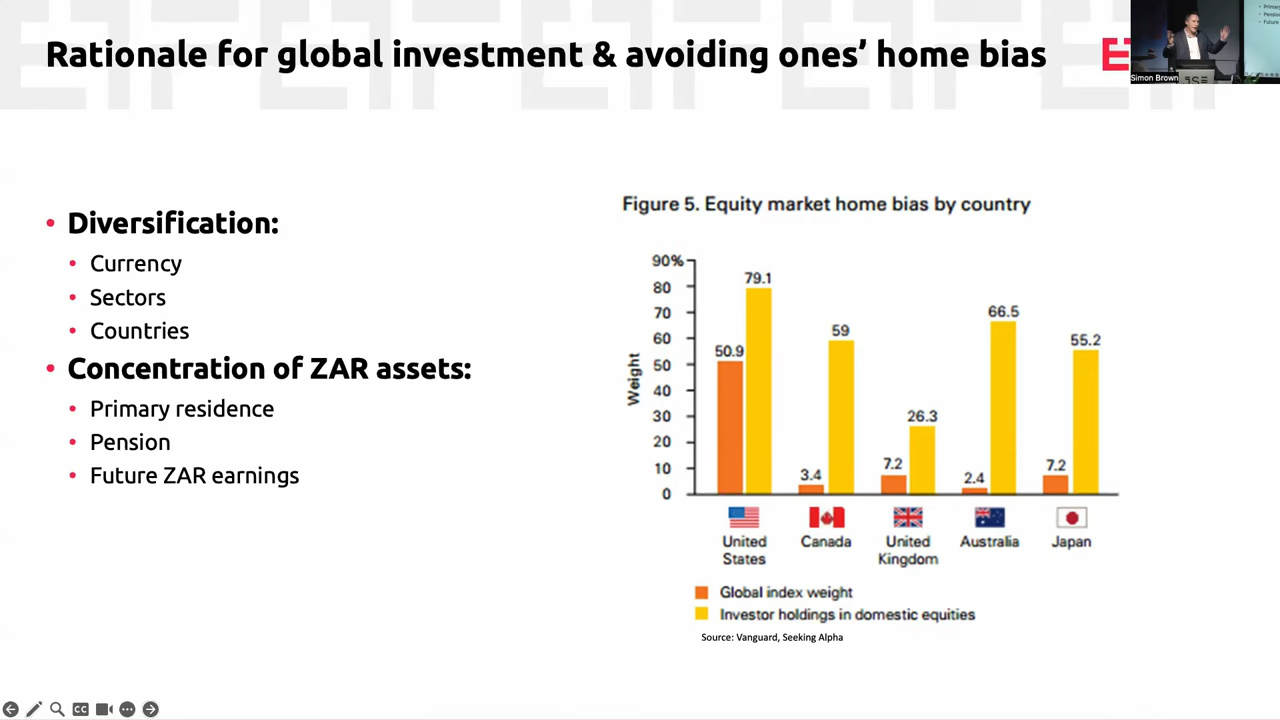 Rationale for global investment & avoiding ones’ home bias
Simon Brown
• Diversification:
• Currency
• Sectors
• Countries
• Concentration of ZAR assets:
• Primary residence
• Pension
• Future ZAR earnings
Figure 5. Equity market home bias by country
90%
80
70
60
50
40
30
20
10
0
Weight
50.9
79.1
3.4
59
7.2
26.3
2.4
66.5
7.2
55.2
United States
Canada
United Kingdom
Australia
Japan
Global index weight
Investor holdings in domestic equities
Source: Vanguard, Seeking Alpha
CC